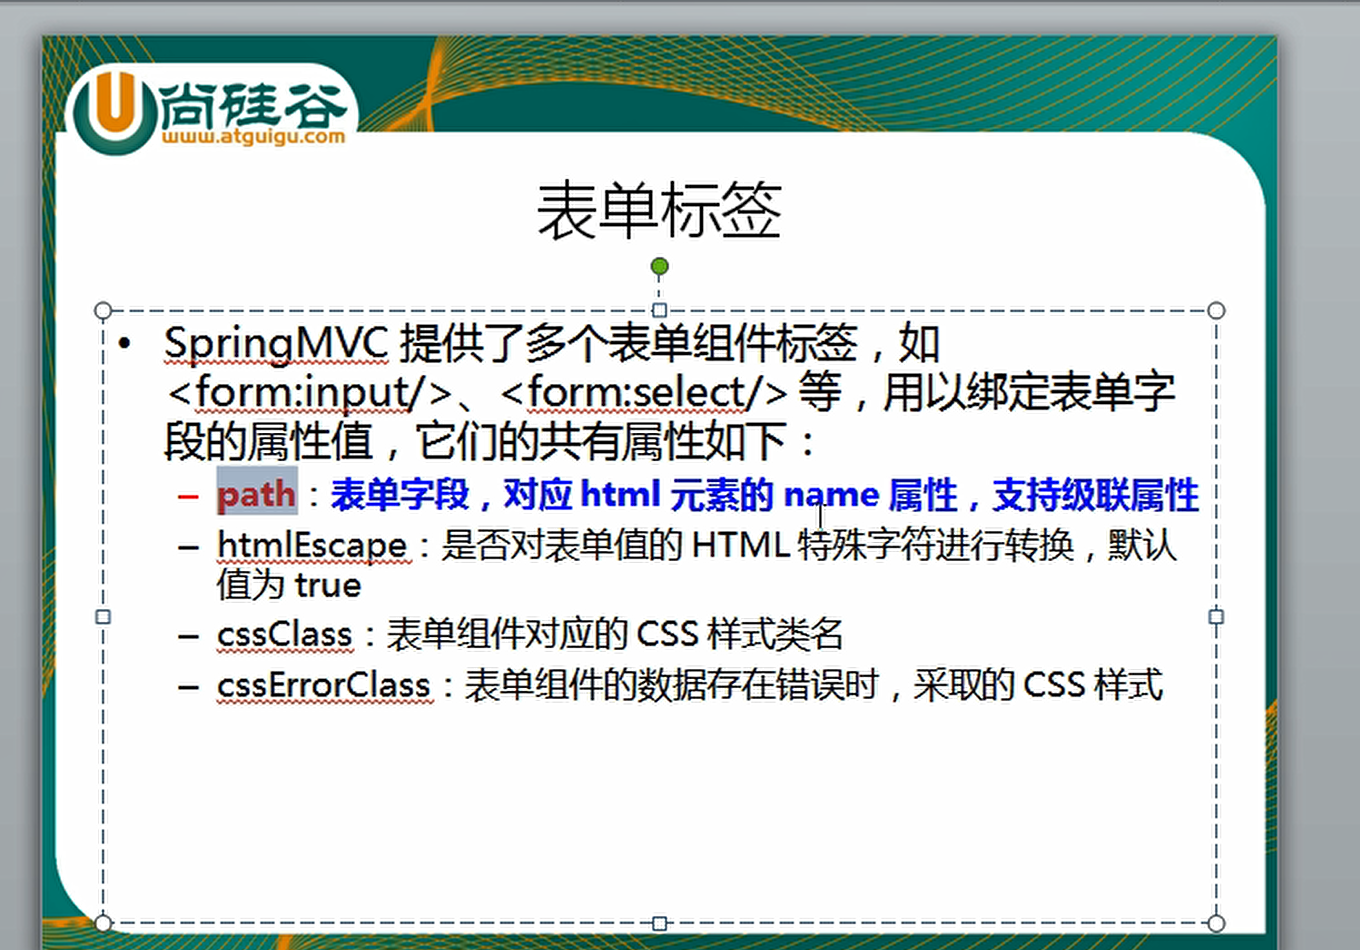 尚硅谷
www.atguigu.com
表单标签
• SpringMVC 提供了多个表单组件标签，如
<form:input/>、<form:select/> 等，用以绑定表单字
段的属性值，它们的共有属性如下：
– path：表单字段，对应 html 元素的 name 属性，支持级联属性
– htmlEscape：是否对表单值的 HTML 特殊字符进行转换，默认
值为 true
– cssClass：表单组件对应的 CSS 样式类名
– cssErrorClass：表单组件的数据存在错误时，采取的 CSS 样式